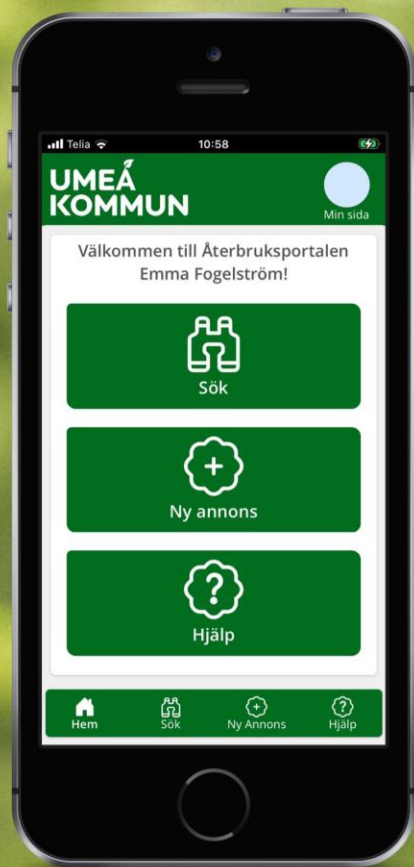 Telia 10:58
UMEÅ
KOMMUN
Min sida
Välkommen till Återbruksportalen
Emma Fogelström!
Sök
Ny annons
Hjälp
Hem Sök Ny Annons Hjälp